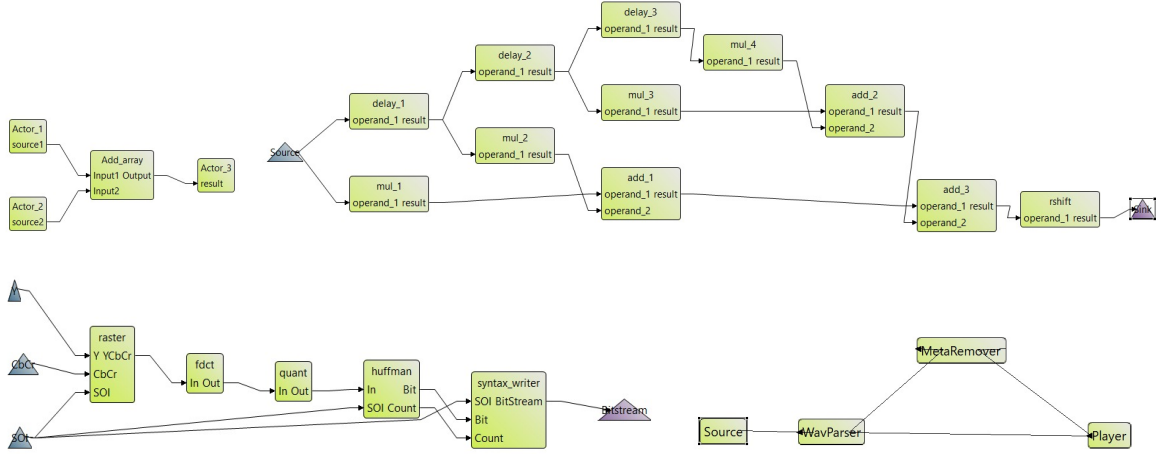 Actor_1
source1
Actor_2
source2
Add_array
Input1 Output
Input2
Actor_3
result
Source
delay_1
operand_1 result
mul_1
operand_1 result
delay_2
operand_1 result
mul_2
operand_1 result
delay_3
operand_1 result
mul_3
operand_1 result
add_1
operand_1 result
operand_2
mul_4
operand_1 result
add_2
operand_1 result
operand_2
add_3
operand_1 result
operand_2
rshift
operand_1 result
Sink
Y
CbCr
SOI
raster
Y YCbCr
CbCr
SOI
fdct
In Out
quant
In Out
huffman
In Bit
SOI Count
syntax_writer
SOI BitStream
Bit
Count
Bitstream
Source
WavParser
MetaRemover
Player